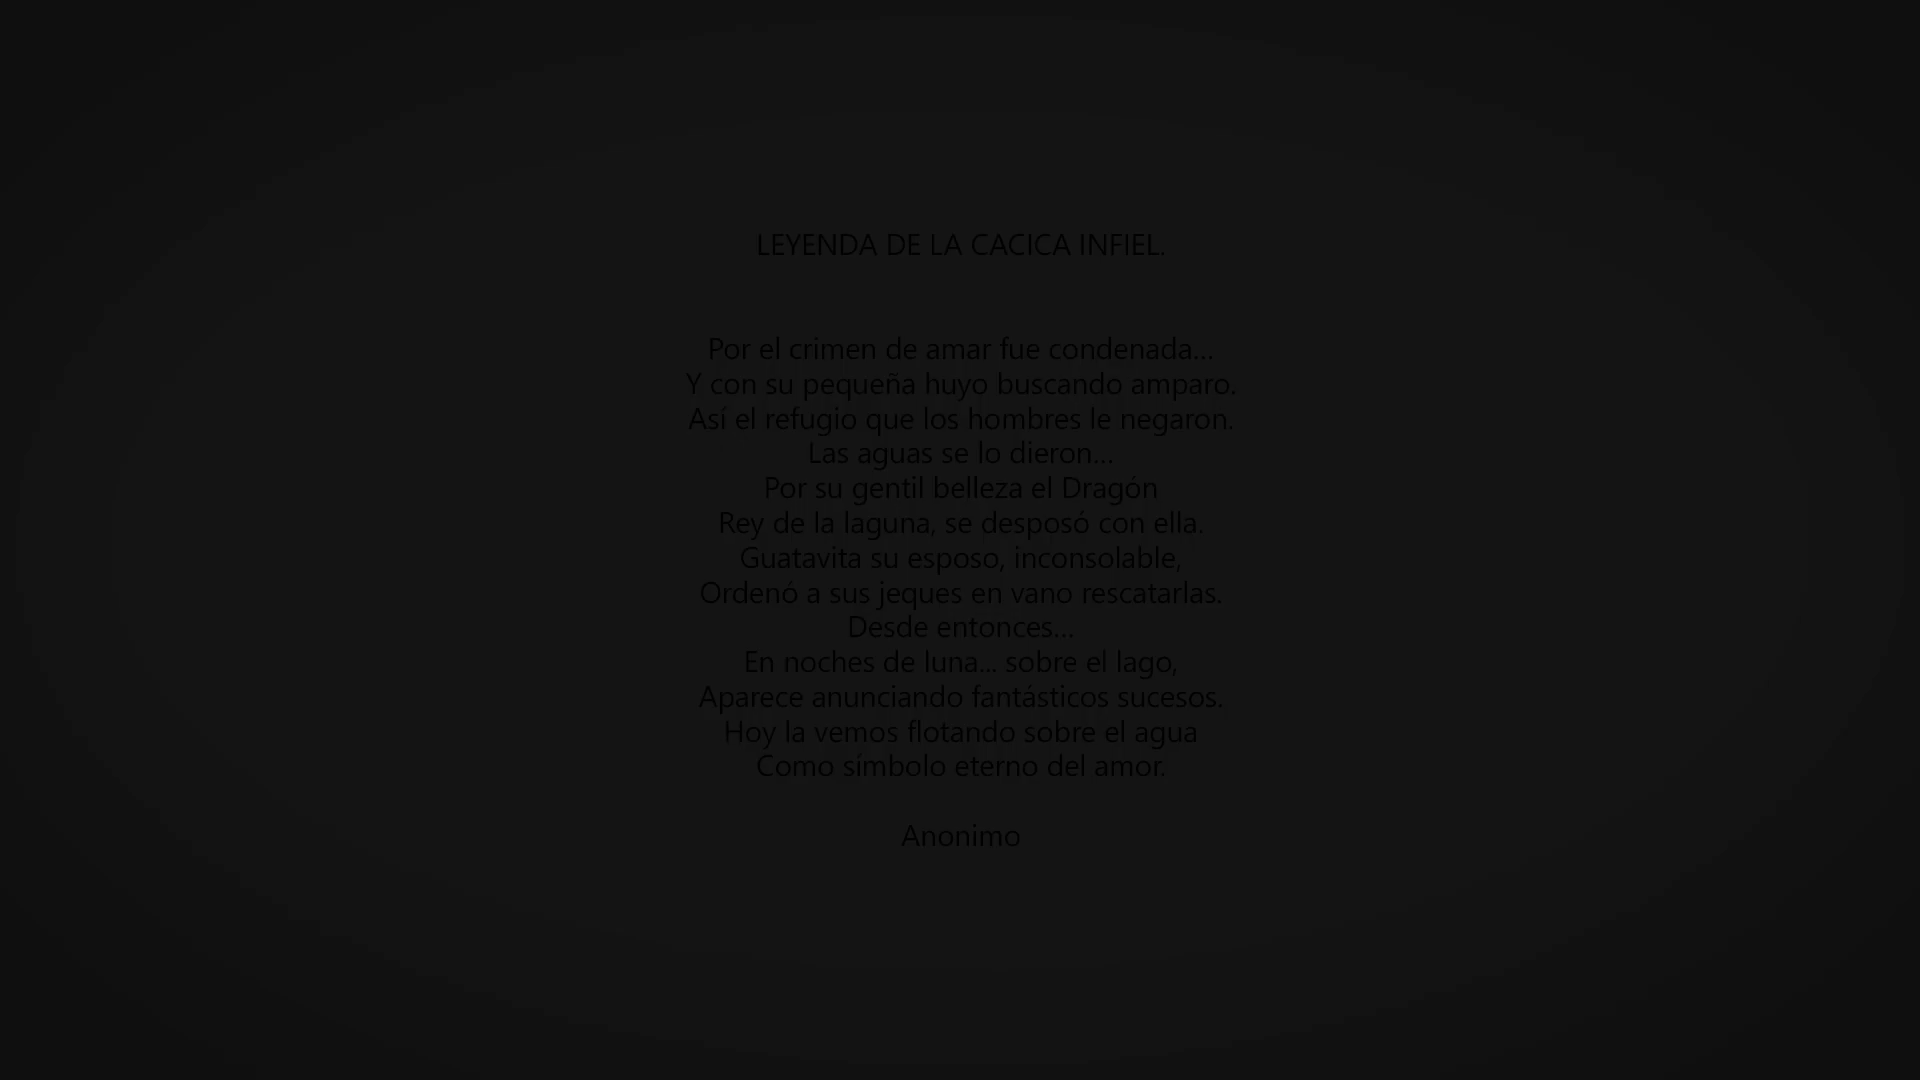 LEYENDA DE LA CACICA INFIEL.
Por el crimen de amar fue condenada...
Y con su pequeña huyo buscando amparo.
Así el refugio que los hombres le negaron.
Las aguas se lo dieron...
Por su gentil belleza el Dragón
Rey de la laguna, se desposó con ella.
Guatavita su esposo, inconsolable,
Ordenó a sus jeques en vano rescatarlas.
Desde entonces...
En noches de luna... sobre el lago,
Aparece anunciando fantásticos sucesos.
Hoy la vemos flotando sobre el agua
Como símbolo eterno del amor.
Anonimo